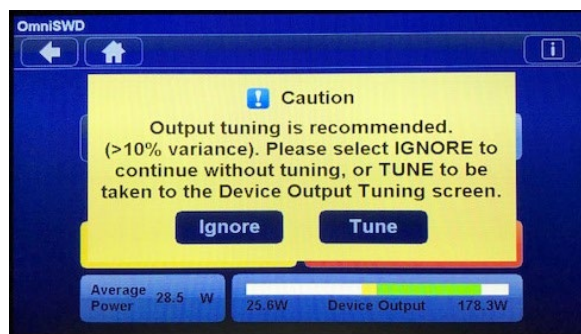 OmniSWD
Caution
Output tuning is recommended.
(>10% variance). Please select IGNORE to
continue without tuning, or TUNE to be
taken to the Device Output Tuning screen.
Ignore Tune
Average
Power 28.5 W
25.6W Device Output 178.3W